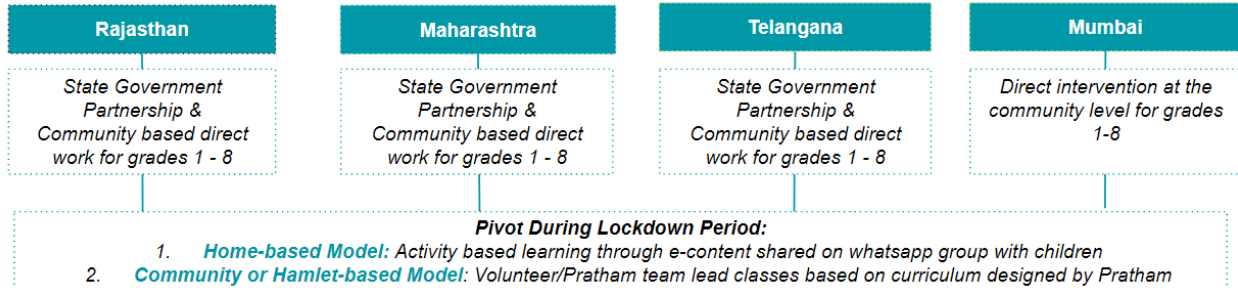 Rajasthan
Maharashtra
Telangana
Mumbai
State Government
Partnership &
Community based direct
work for grades 1 - 8
State Government
Partnership &
Community based direct
work for grades 1 - 8
State Government
Partnership &
Community based direct
work for grades 1 - 8
Direct intervention at the
community level for grades
1-8
Pivot During Lockdown Period:
1. Home-based Model: Activity based learning through e-content shared on whatsapp group with children
2. Community or Hamlet-based Model: Volunteer/Pratham team lead classes based on curriculum designed by Pratham